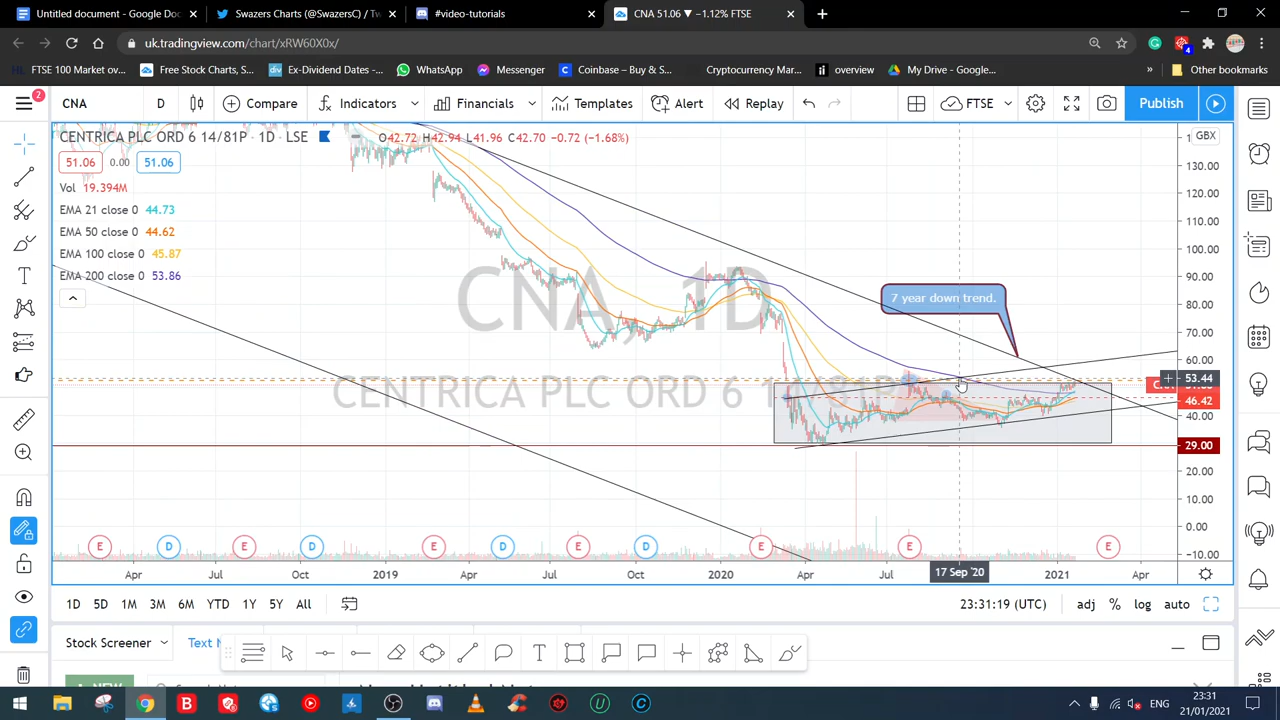 Untitled document - Google Doc
Swazers Charts (@SwazersC) / Tw
#video-tutorials
CNA 51.06 ▼ −1.12% FTSE
uk.tradingview.com/chart/xRW60X0x/
4
FTSE 100 Market ov...
Free Stock Charts, S...
Ex-Dividend Dates -...
WhatsApp
Messenger
Coinbase – Buy & S...
Cryptocurrency Mar...
overview
My Drive - Google...
»
Other bookmarks
2
CNA
D
Compare
Indicators
Financials
Templates
Alert
Replay
FTSE
Publish
CENTRICA PLC ORD 6 14/81P · 1D · LSE
O42.72 H42.94 L41.96 C42.70 −0.72 (−1.68%)
GBX
51.06 0.00 51.06
Vol 19.394M
EMA 21 close 0 44.73
EMA 50 close 0 44.62
EMA 100 close 0 45.87
EMA 200 close 0 53.86
CNA, 1D
CENTRICA PLC ORD 6 14/81P
7 year down trend.
130.00
120.00
110.00
100.00
90.00
80.00
70.00
60.00
53.44
46.42
40.00
29.00
20.00
10.00
0.00
−10.00
E D E D E D E D E E E
Apr Jul Oct 2019 Apr Jul Oct 2020 Apr Jul 17 Sep '20 2021 Apr
1D 5D 1M 3M 6M YTD 1Y 5Y All
23:31:19 (UTC) adj % log auto
Stock Screener
Text N
NEW
ENG
23:31
21/01/2021